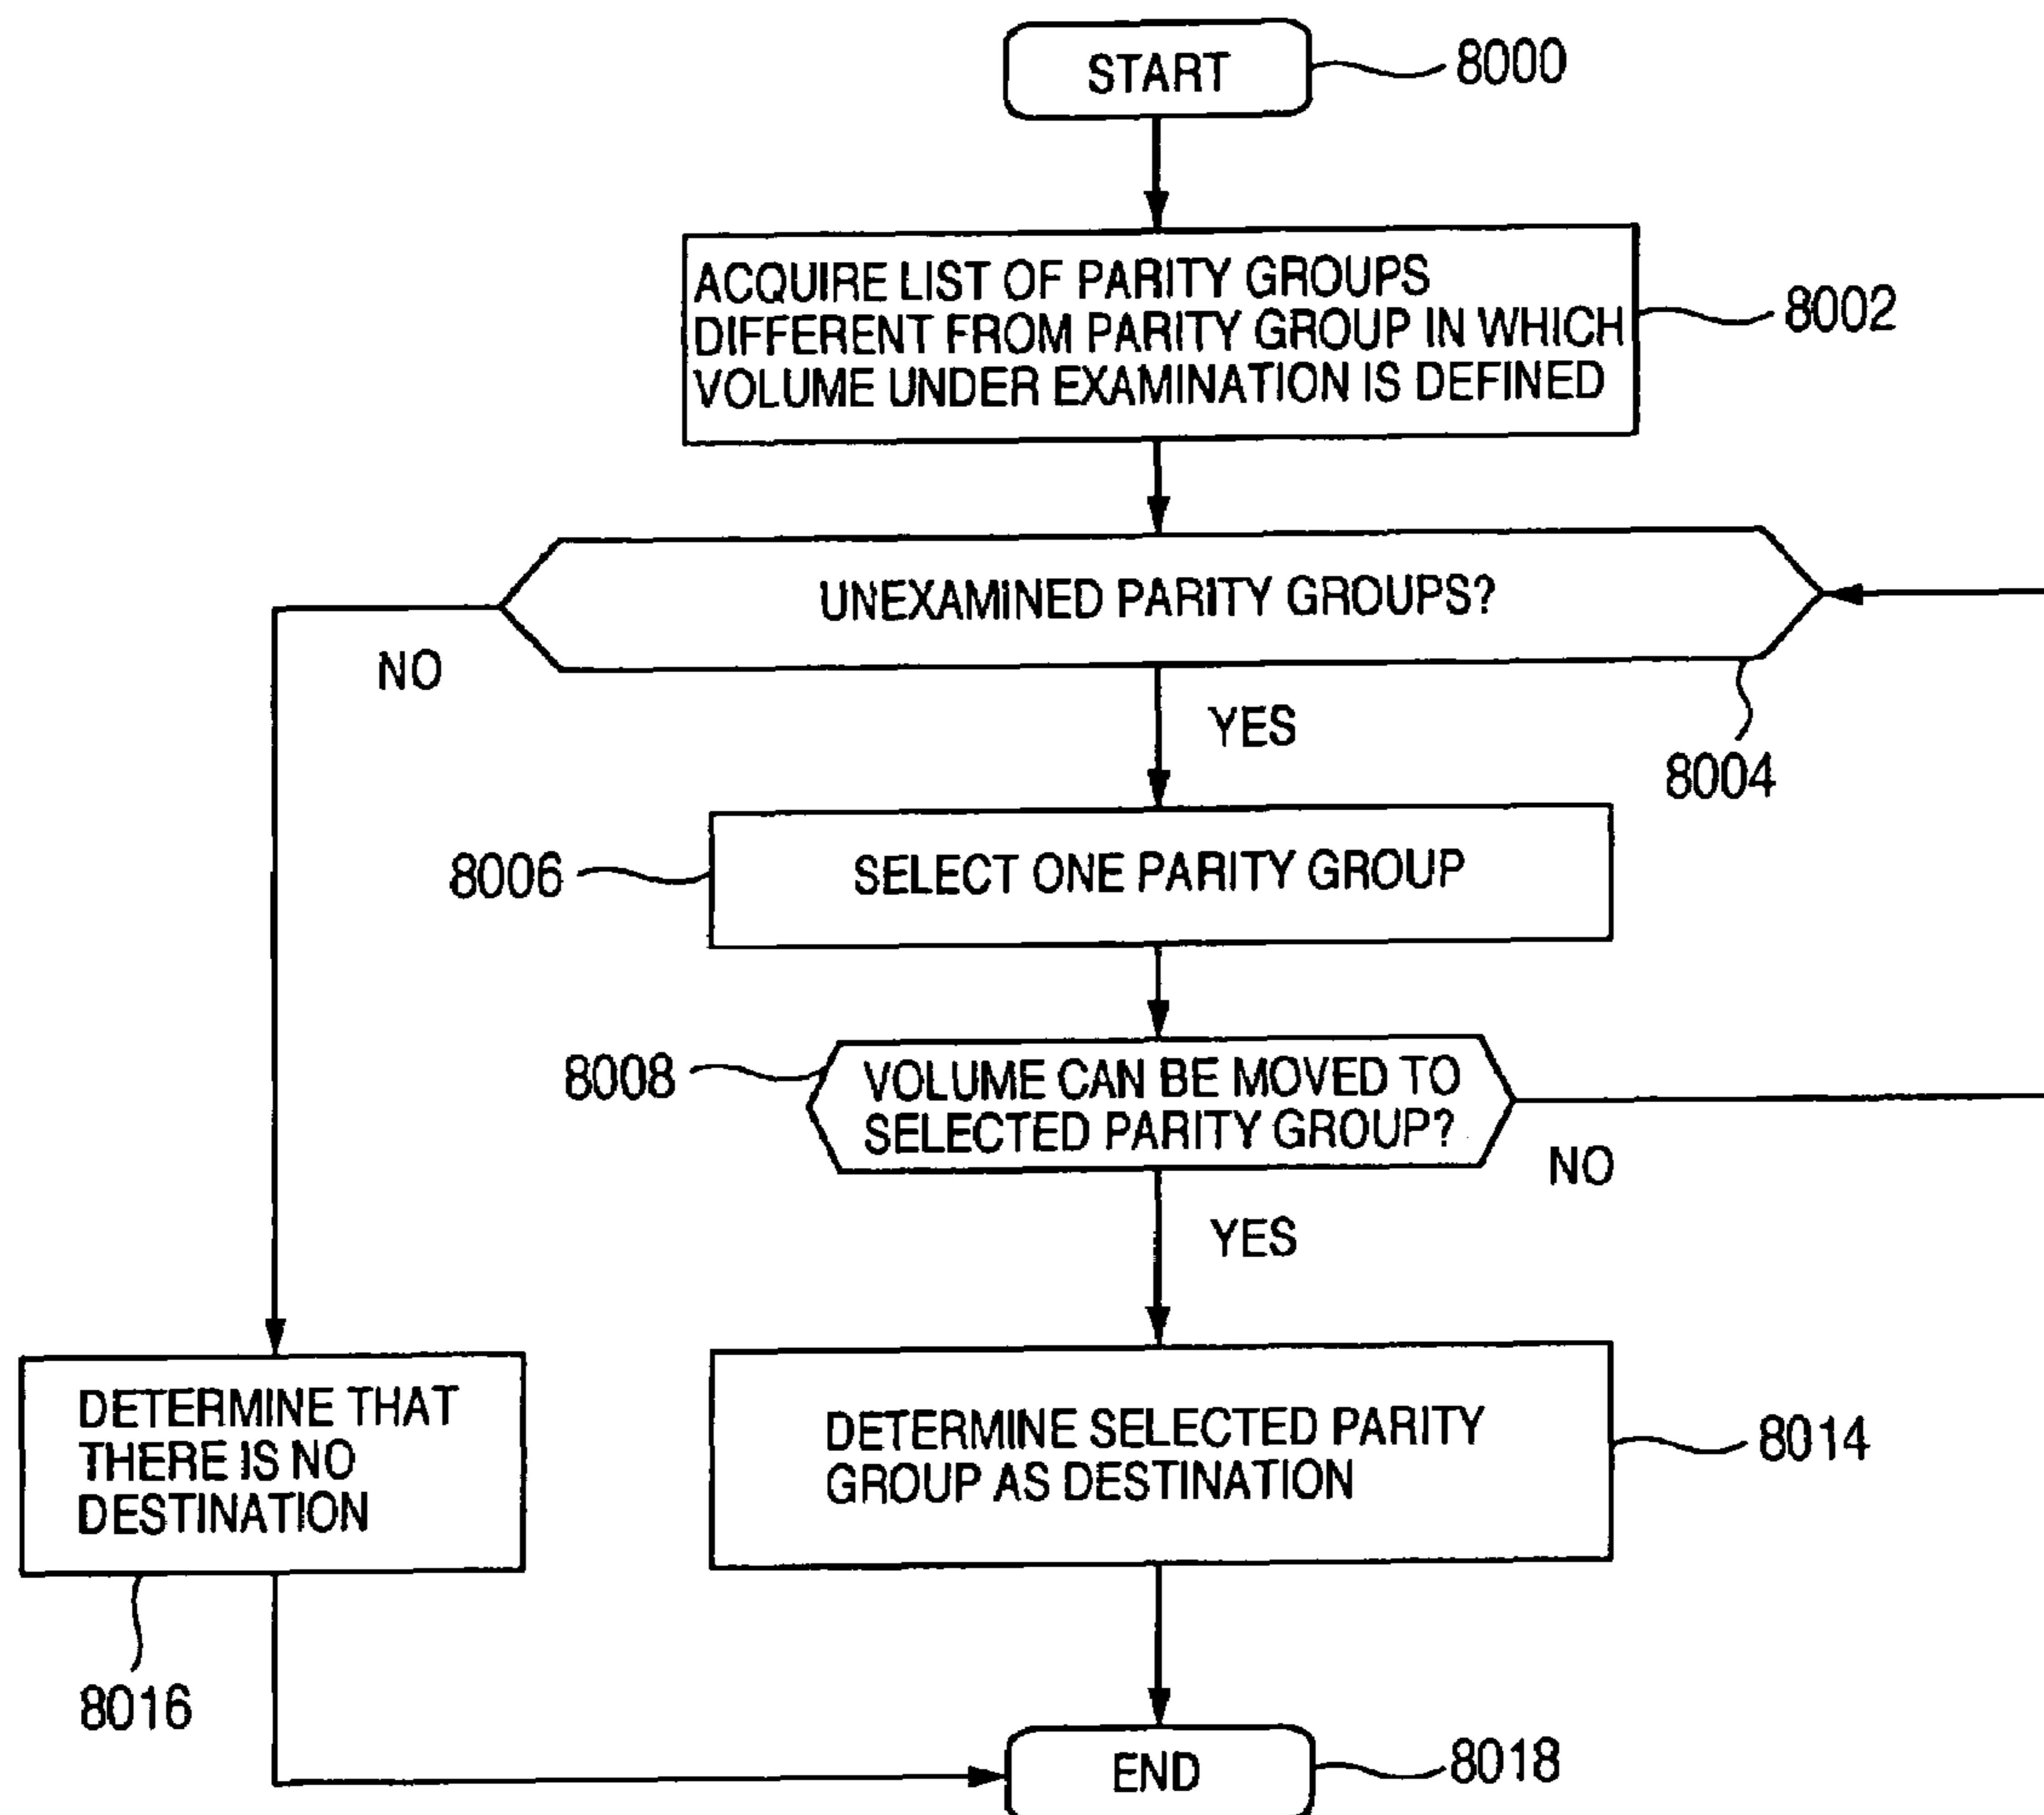 START
8000
ACQUIRE LIST OF PARITY GROUPS
DIFFERENT FROM PARITY GROUP IN WHICH
VOLUME UNDER EXAMINATION IS DEFINED
8002
UNEXAMINED PARITY GROUPS?
NO
YES
8004
8006
SELECT ONE PARITY GROUP
8008
VOLUME CAN BE MOVED TO
SELECTED PARITY GROUP?
NO
YES
DETERMINE THAT
THERE IS NO
DESTINATION
DETERMINE SELECTED PARITY
GROUP AS DESTINATION
8014
8016
END
8018